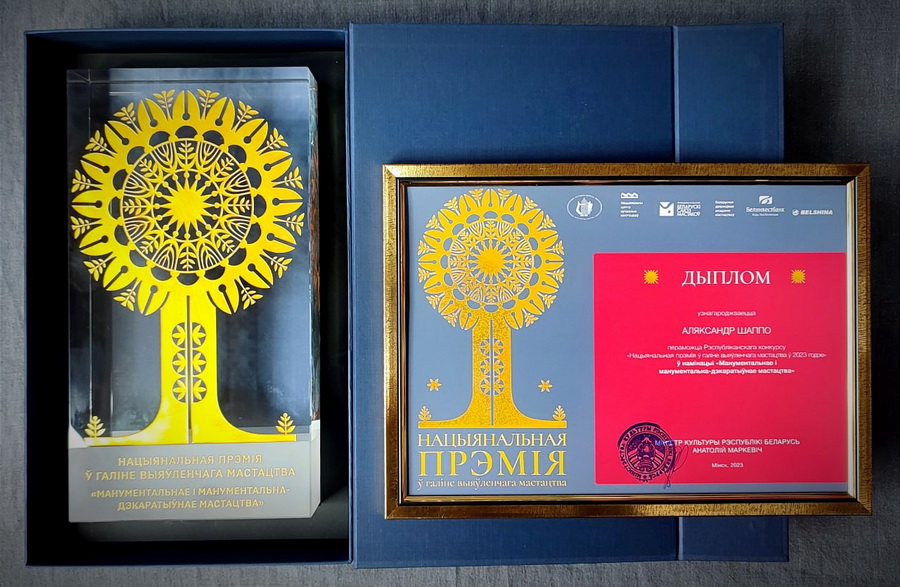 НАЦЫЯНАЛЬНАЯ ПРЭМІЯ
Ў ГАЛІНЕ ВЫЯЎЛЕНЧАГА МАСТАЦТВА
«МАНУМЕНТАЛЬНАЕ І МАНУМЕНТАЛЬНА-
ДЭКАРАТЫЎНАЕ МАСТАЦТВА»
НАЦЫЯНАЛЬНАЯ
ПРЭМІЯ
ў галіне выяўленчага мастацтва
Белинвестбанк
BELSHINA
ДЫПЛОМ
узнагароджваецца
АЛЯКСАНДР ШАППО
пераможца Рэспубліканскага конкурсу
«Нацыянальная прэмія ў галіне выяўленчага мастацтва ў 2023 годзе»
ў намінацыі «Манументальнае і
манументальна-дэкаратыўнае мастацтва»
МІНІСТР КУЛЬТУРЫ РЭСПУБЛІКІ БЕЛАРУСЬ
АНАТОЛІЙ МАРКЕВІЧ
Мінск, 2023